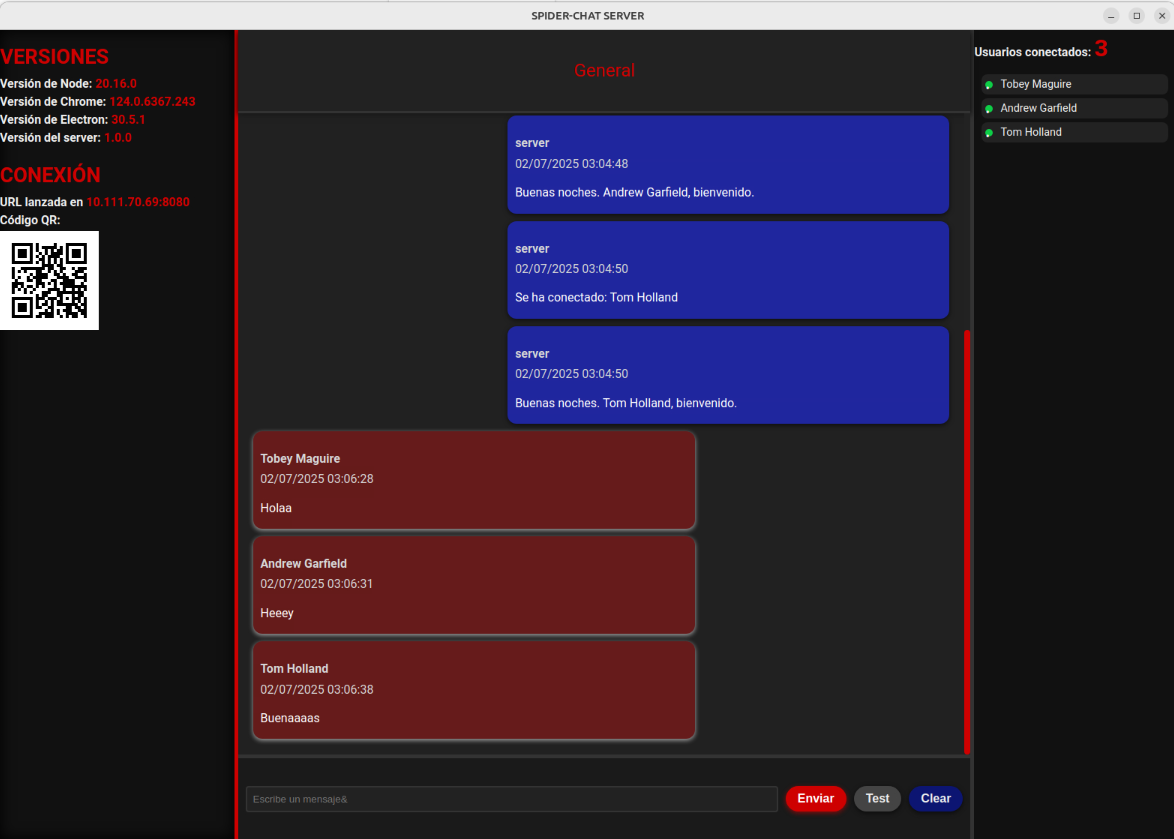 SPIDER-CHAT SERVER
VERSIONES
Versión de Node: 20.16.0
Versión de Chrome: 124.0.6367.243
Versión de Electron: 30.5.1
Versión del server: 1.0.0
CONEXIÓN
URL lanzada en 10.111.70.69:8080
Código QR:
General
server
02/07/2025 03:04:48
Buenas noches. Andrew Garfield, bienvenido.
server
02/07/2025 03:04:50
Se ha conectado: Tom Holland
server
02/07/2025 03:04:50
Buenas noches. Tom Holland, bienvenido.
Tobey Maguire
02/07/2025 03:06:28
Holaa
Andrew Garfield
02/07/2025 03:06:31
Heeey
Tom Holland
02/07/2025 03:06:38
Buenaaaas
Escribe un mensaje&
Enviar
Test
Clear
Usuarios conectados: 3
Tobey Maguire
Andrew Garfield
Tom Holland